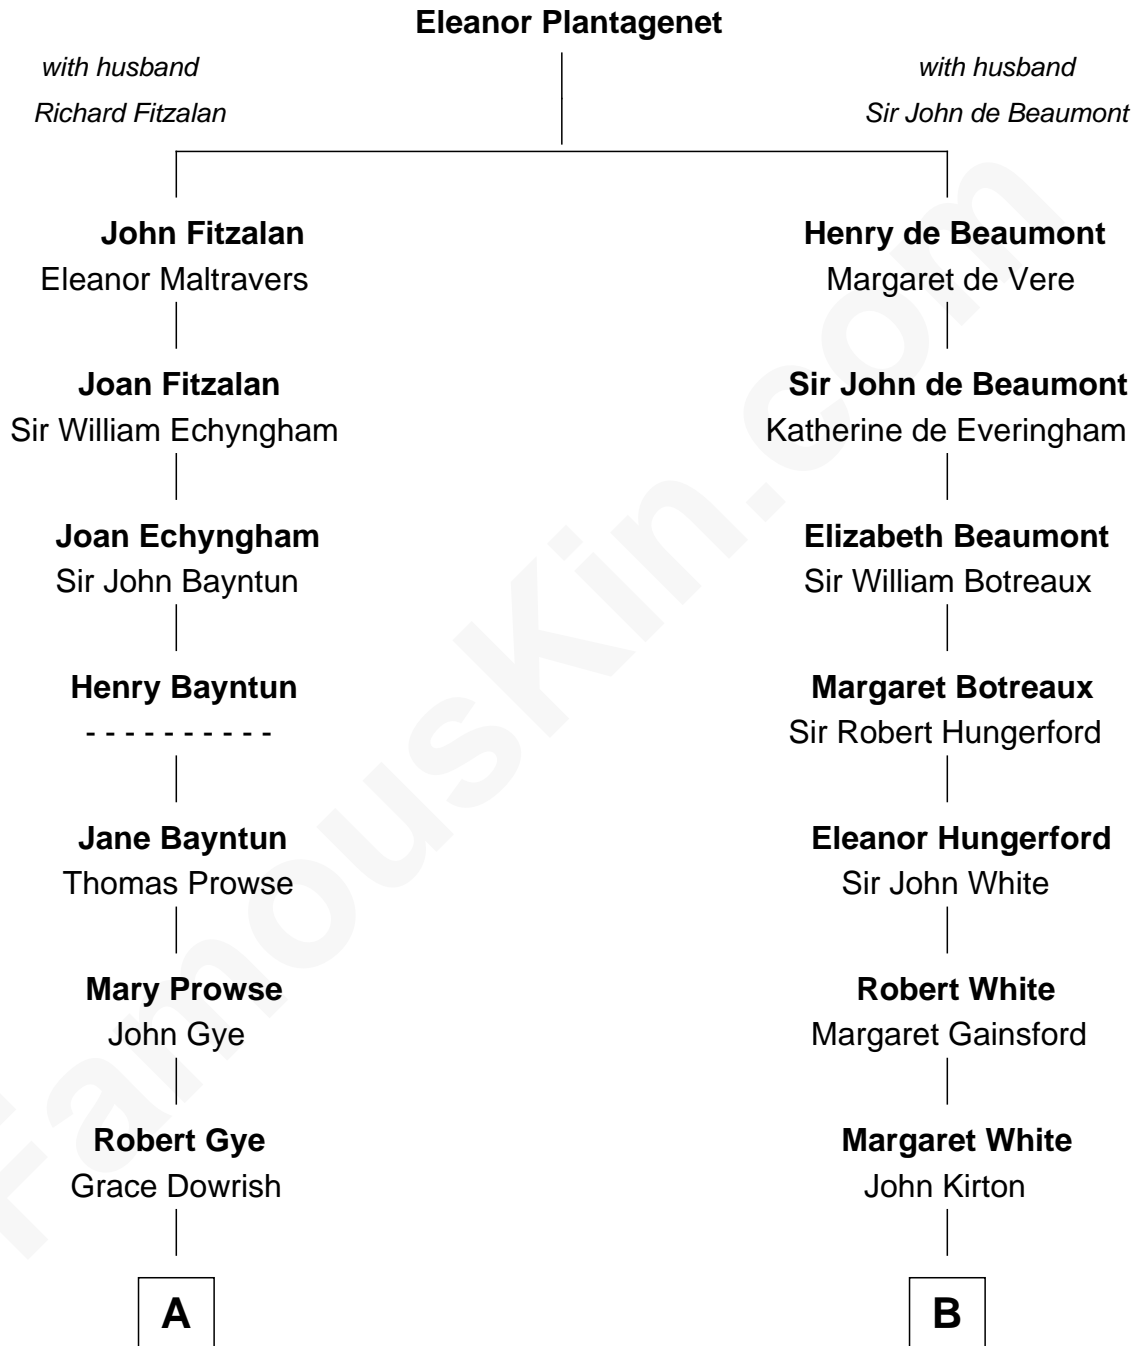 Eleanor Plantagenet
with husband
Richard Fitzalan
with husband
Sir John de Beaumont
John Fitzalan
Eleanor Maltravers
Henry de Beaumont
Margaret de Vere
Joan Fitzalan
Sir William Echyngham
Sir John de Beaumont
Katherine de Everingham
Joan Echyngham
Sir John Bayntun
Elizabeth Beaumont
Sir William Botreaux
Henry Bayntun
- - - - - - - - - -
Margaret Botreaux
Sir Robert Hungerford
Jane Bayntun
Thomas Prowse
Eleanor Hungerford
Sir John White
Mary Prowse
John Gye
Robert White
Margaret Gainsford
Robert Gye
Grace Dowrish
Margaret White
John Kirton
A
B
FamousKin.com